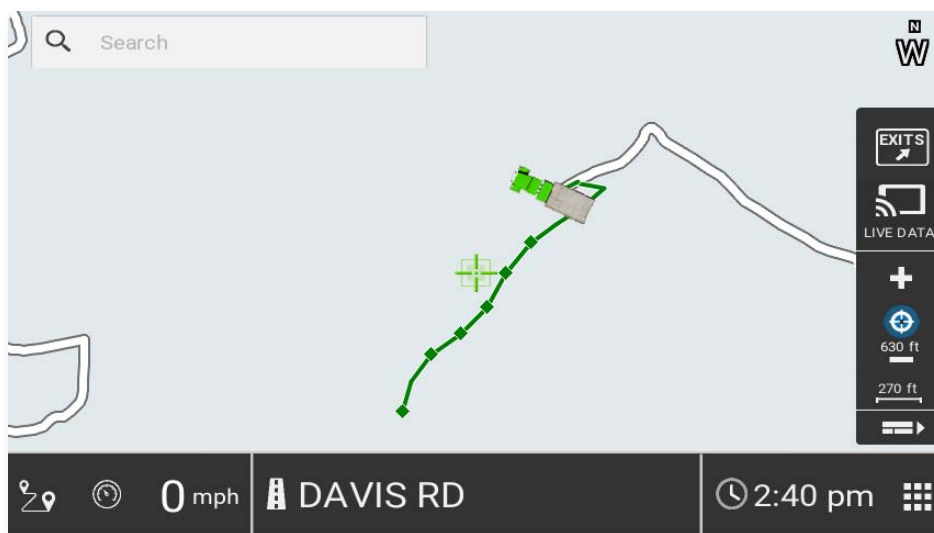 Search
N
W
EXITS
LIVE DATA
630 ft
270 ft
0 mph
DAVIS RD
2:40 pm